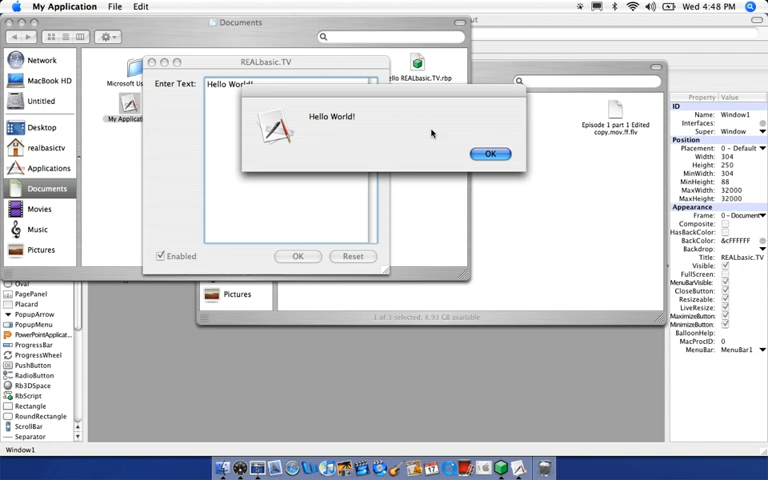 My Application File Edit
Wed 4:48 PM
Documents
Network
MacBook HD
Untitled
Desktop
realbasictv
Applications
Documents
Movies
Music
Pictures
Microsoft Us
My Applica
REALbasic.TV
Enter Text:
Hello World!
Enabled
OK
Reset
llo REALbasic.TV.rbp
Hello World!
OK
Episode 1 part 1 Edited
copy.mov.ff.flv
Pictures
1 of 3 selected, 8.93 GB available
Oval
PagePanel
Placard
PopupArrow
PopupMenu
PowerPointApplicat...
ProgressBar
ProgressWheel
PushButton
RadioButton
Rb3DSpace
RbScript
Rectangle
RoundRectangle
ScrollBar
Separator
Window1
Property Value
ID
Name: Window1
Interfaces:
Super: Window
Position
Placement: 0 - Default
Width: 304
Height: 250
MinWidth: 304
MinHeight: 88
MaxWidth: 32000
MaxHeight: 32000
Appearance
Frame: 0 - Document
Composite:
HasBackColor:
BackColor: &cFFFFFF
Backdrop:
Title: REALbasic.TV
Visible:
FullScreen:
MenuBarVisible:
CloseButton:
Resizeable:
LiveResize:
MaximizeButton:
MinimizeButton:
BalloonHelp:
MacProcID: 0
MenuBar: MenuBar1